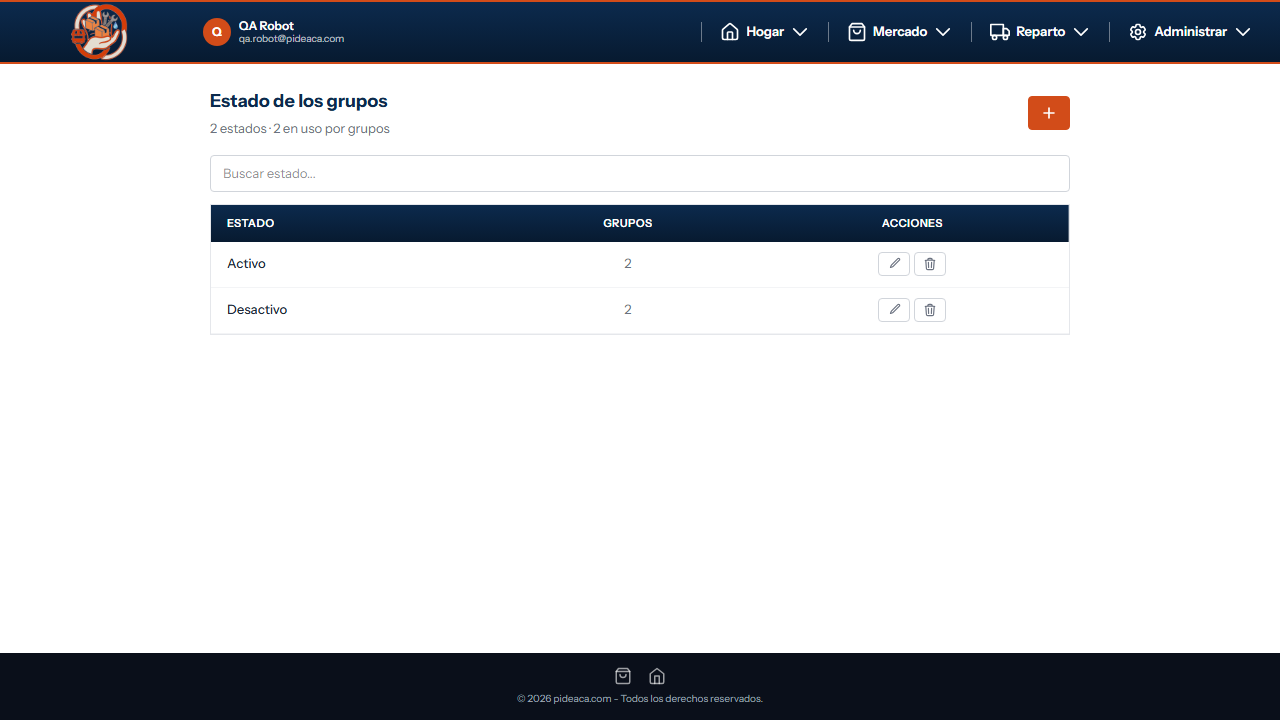 Q
QA Robot
qa.robot@pideaca.com
Hogar
Mercado
Reparto
Administrar
Estado de los grupos
2 estados · 2 en uso por grupos
+
Buscar estado...
ESTADO GRUPOS ACCIONES
Activo 2
Desactivo 2
© 2026 pideaca.com - Todos los derechos reservados.